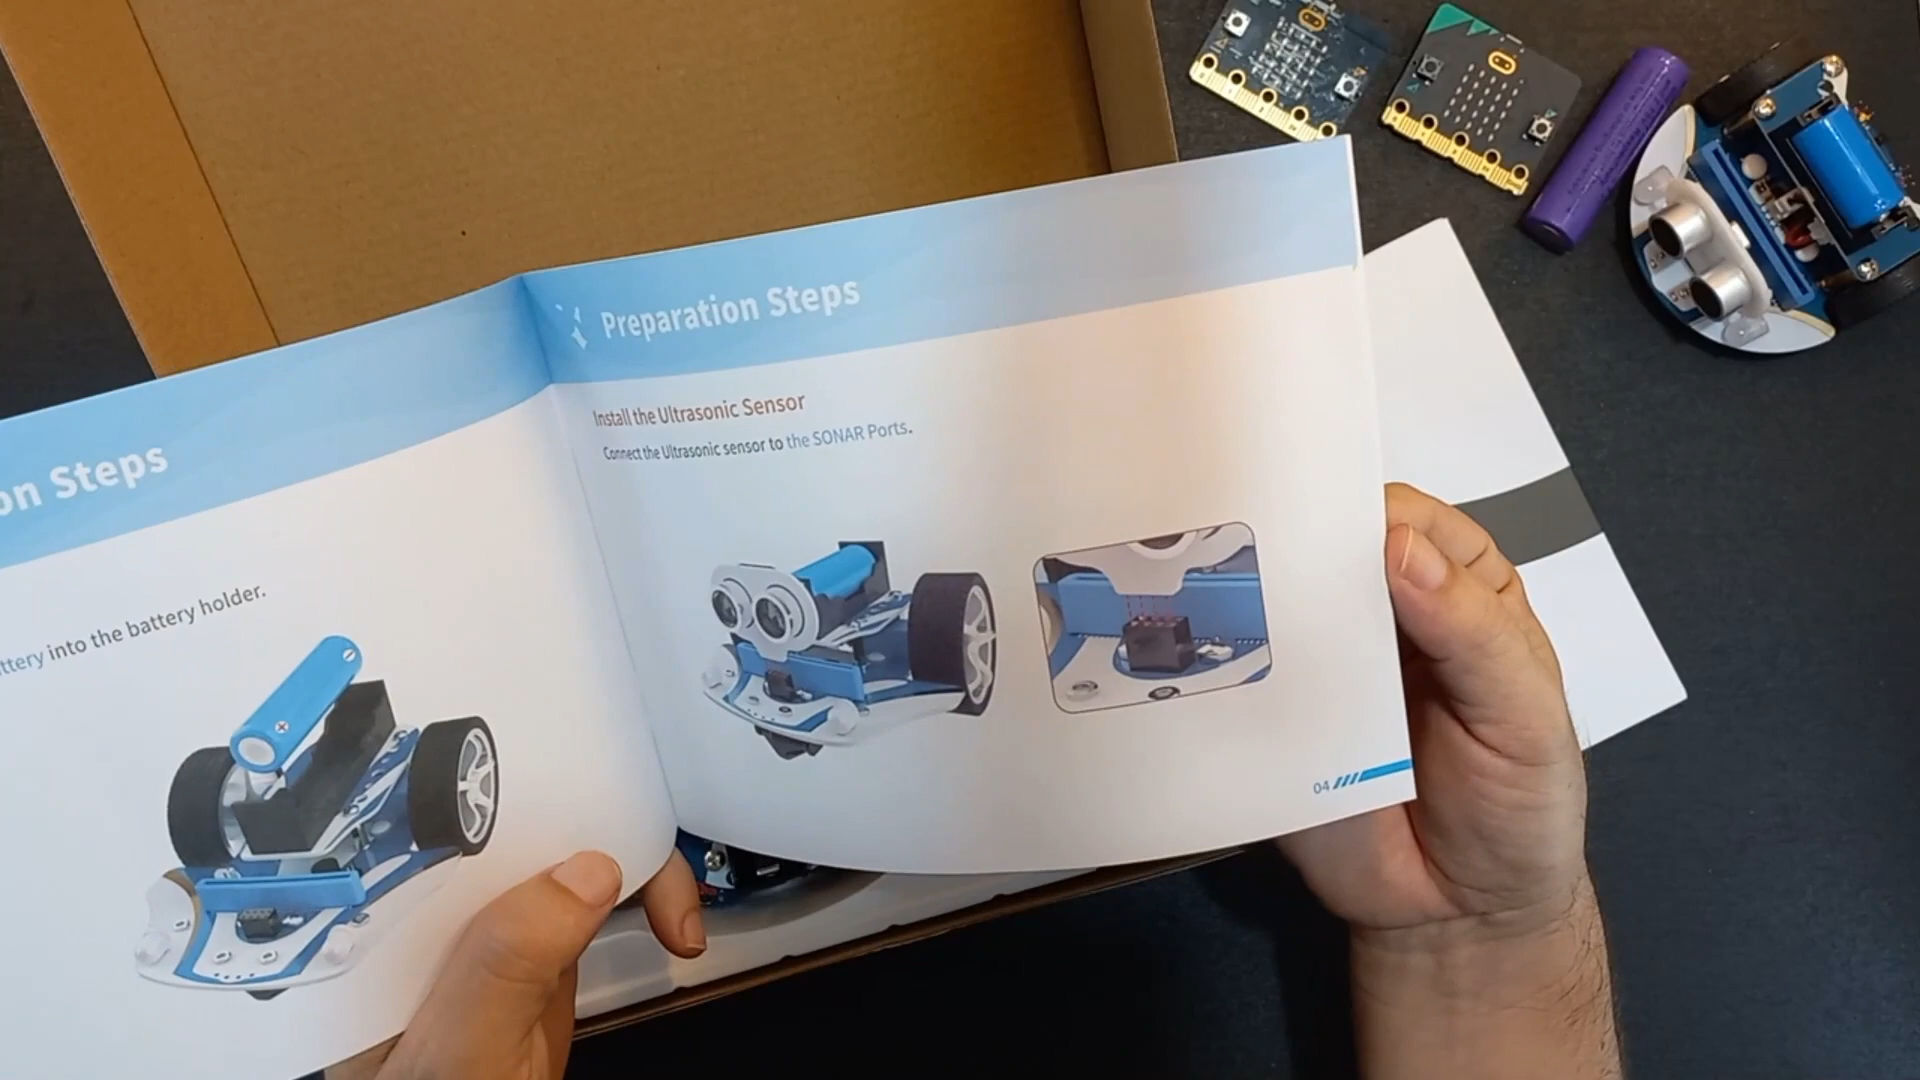 on Steps
ttery into the battery holder.
Preparation Steps
Install the Ultrasonic Sensor
Connect the Ultrasonic sensor to the SONAR Ports.
04